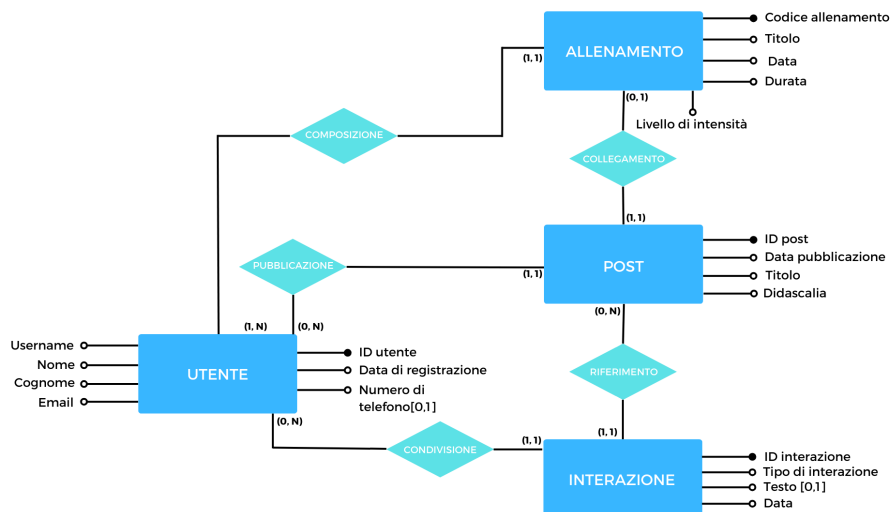 Codice allenamento
ALLENAMENTO
Titolo
(1, 1)
Data
Durata
(0, 1)
Livello di intensità
COMPOSIZIONE
COLLEGAMENTO
(1, 1)
ID post
PUBBLICAZIONE
POST
Data pubblicazione
(1, 1)
Titolo
Didascalia
(0, N)
(1, N)
(0, N)
Username
ID utente
Nome
UTENTE
Data di registrazione
RIFERIMENTO
Cognome
Numero di
telefono[0,1]
Email
(0, N)
(1, 1)
(1, 1)
CONDIVISIONE
ID interazione
INTERAZIONE
Tipo di interazione
Testo [0,1]
Data